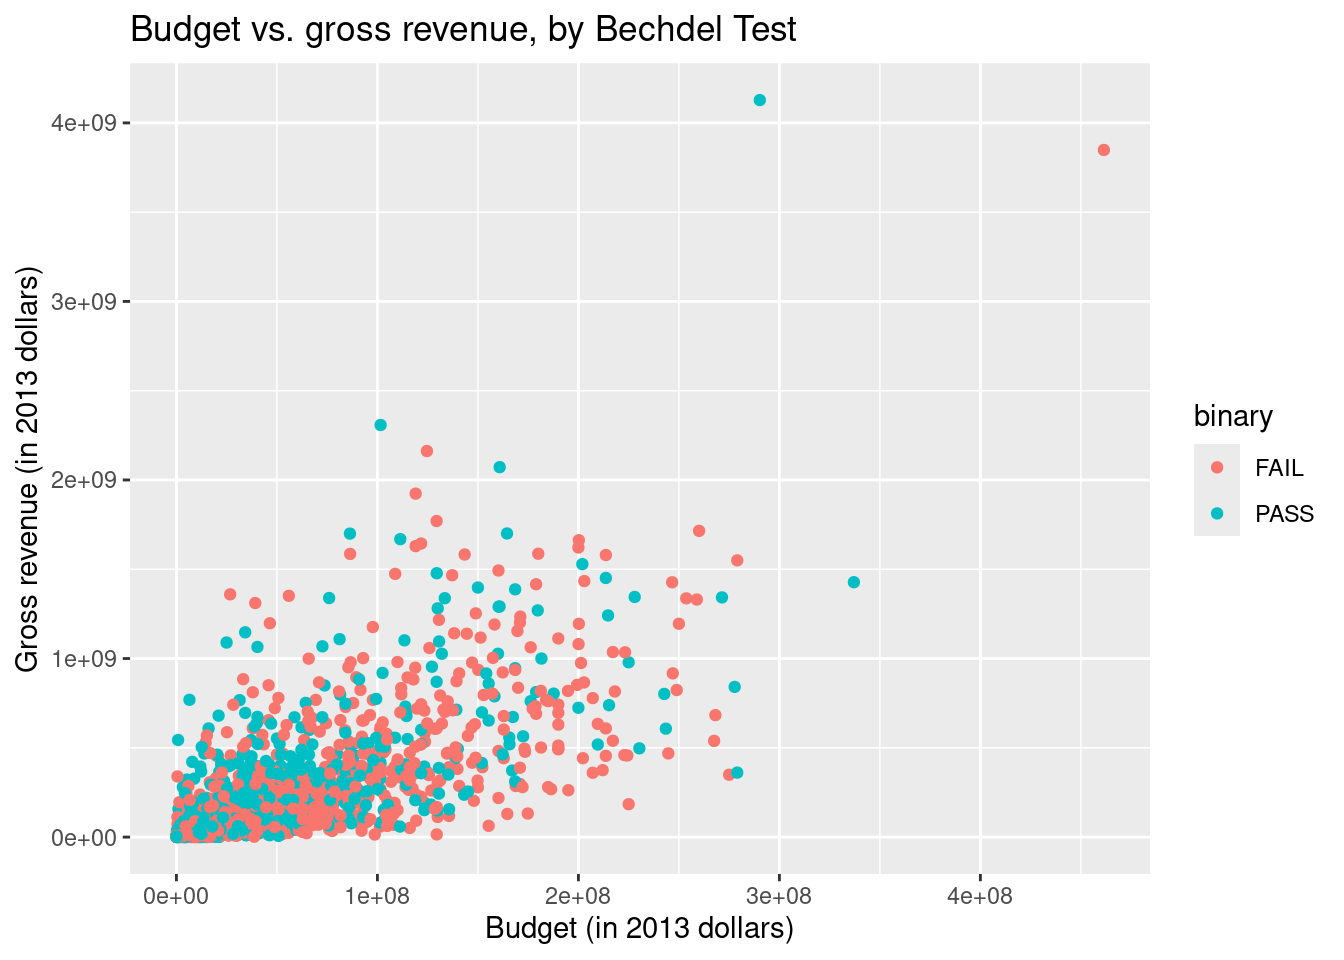 Budget vs. gross revenue, by Bechdel Test
Gross revenue (in 2013 dollars)
4e+09
3e+09
2e+09
1e+09
0e+00
0e+00 1e+08 2e+08 3e+08 4e+08
Budget (in 2013 dollars)
binary
FAIL
PASS